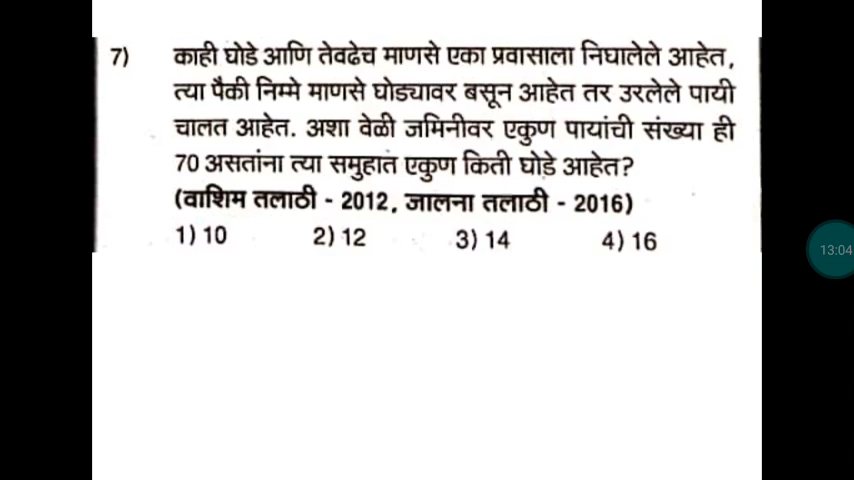 7) काही घोडे आणि तेवढेच माणसे एका प्रवासाला निघालेले आहेत,
त्या पैकी निम्मे माणसे घोड्यावर बसून आहेत तर उरलेले पायी
चालत आहेत. अशा वेळी जमिनीवर एकुण पायांची संख्या ही
70 असतांना त्या समुहात एकुण किती घोडे आहेत?
(वाशिम तलाठी - 2012, जालना तलाठी - 2016)
1) 10 2) 12 3) 14 4) 16
13:04